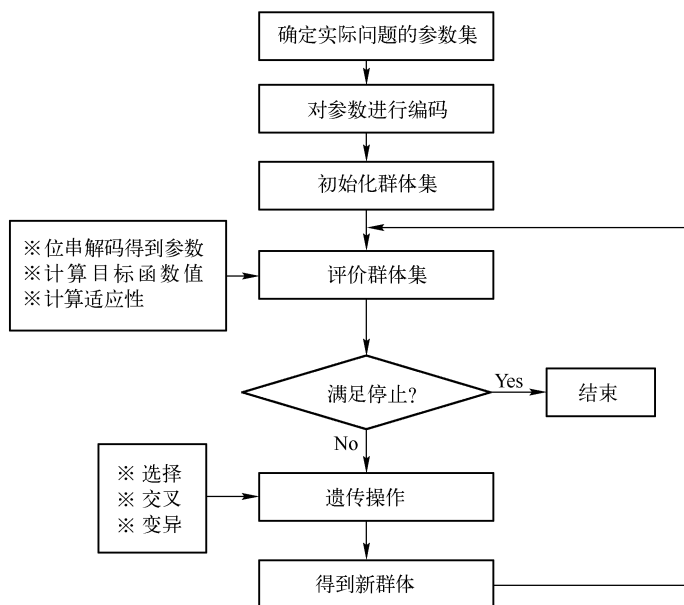 确定实际问题的参数集
对参数进行编码
初始化群体集
※位串解码得到参数
※计算目标函数值
※计算适应性
评价群体集
满足停止?
Yes
结束
No
※ 选择
※ 交叉
※ 变异
遗传操作
得到新群体